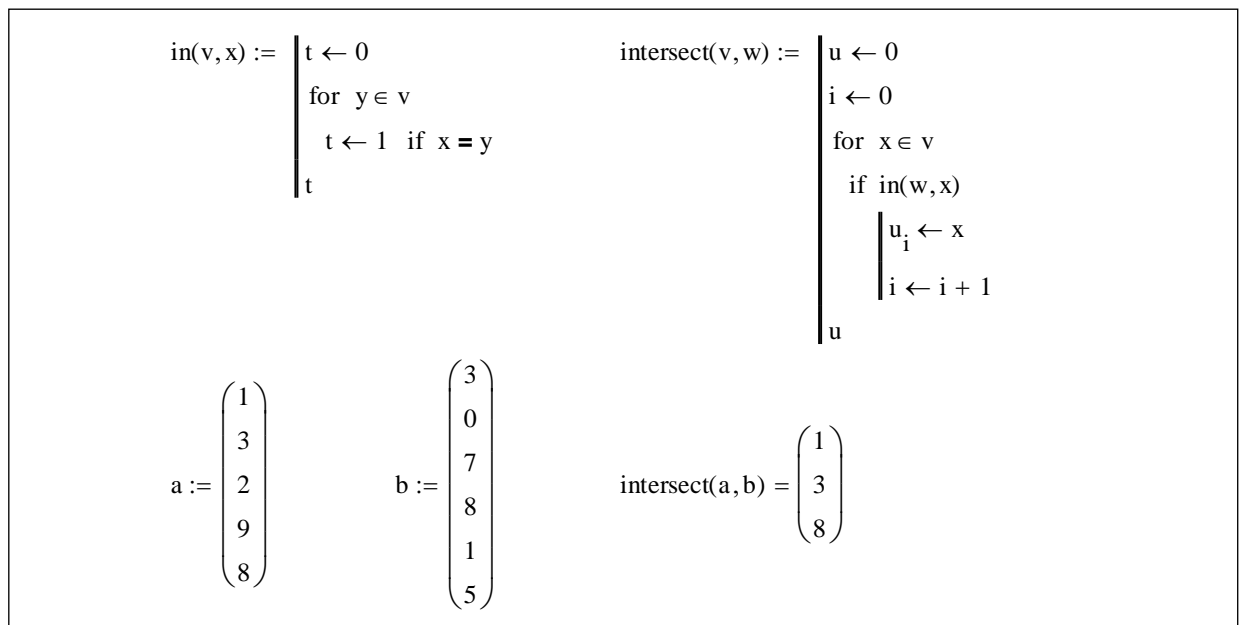 in(v, x) := t ← 0
for y ∈ v
t ← 1 if x = y
t
intersect(v, w) := u ← 0
i ← 0
for x ∈ v
if in(w, x)
u_i ← x
i ← i + 1
u
a := (1 3 2 9 8)
b := (3 0 7 8 1 5)
intersect(a, b) = (1 3 8)